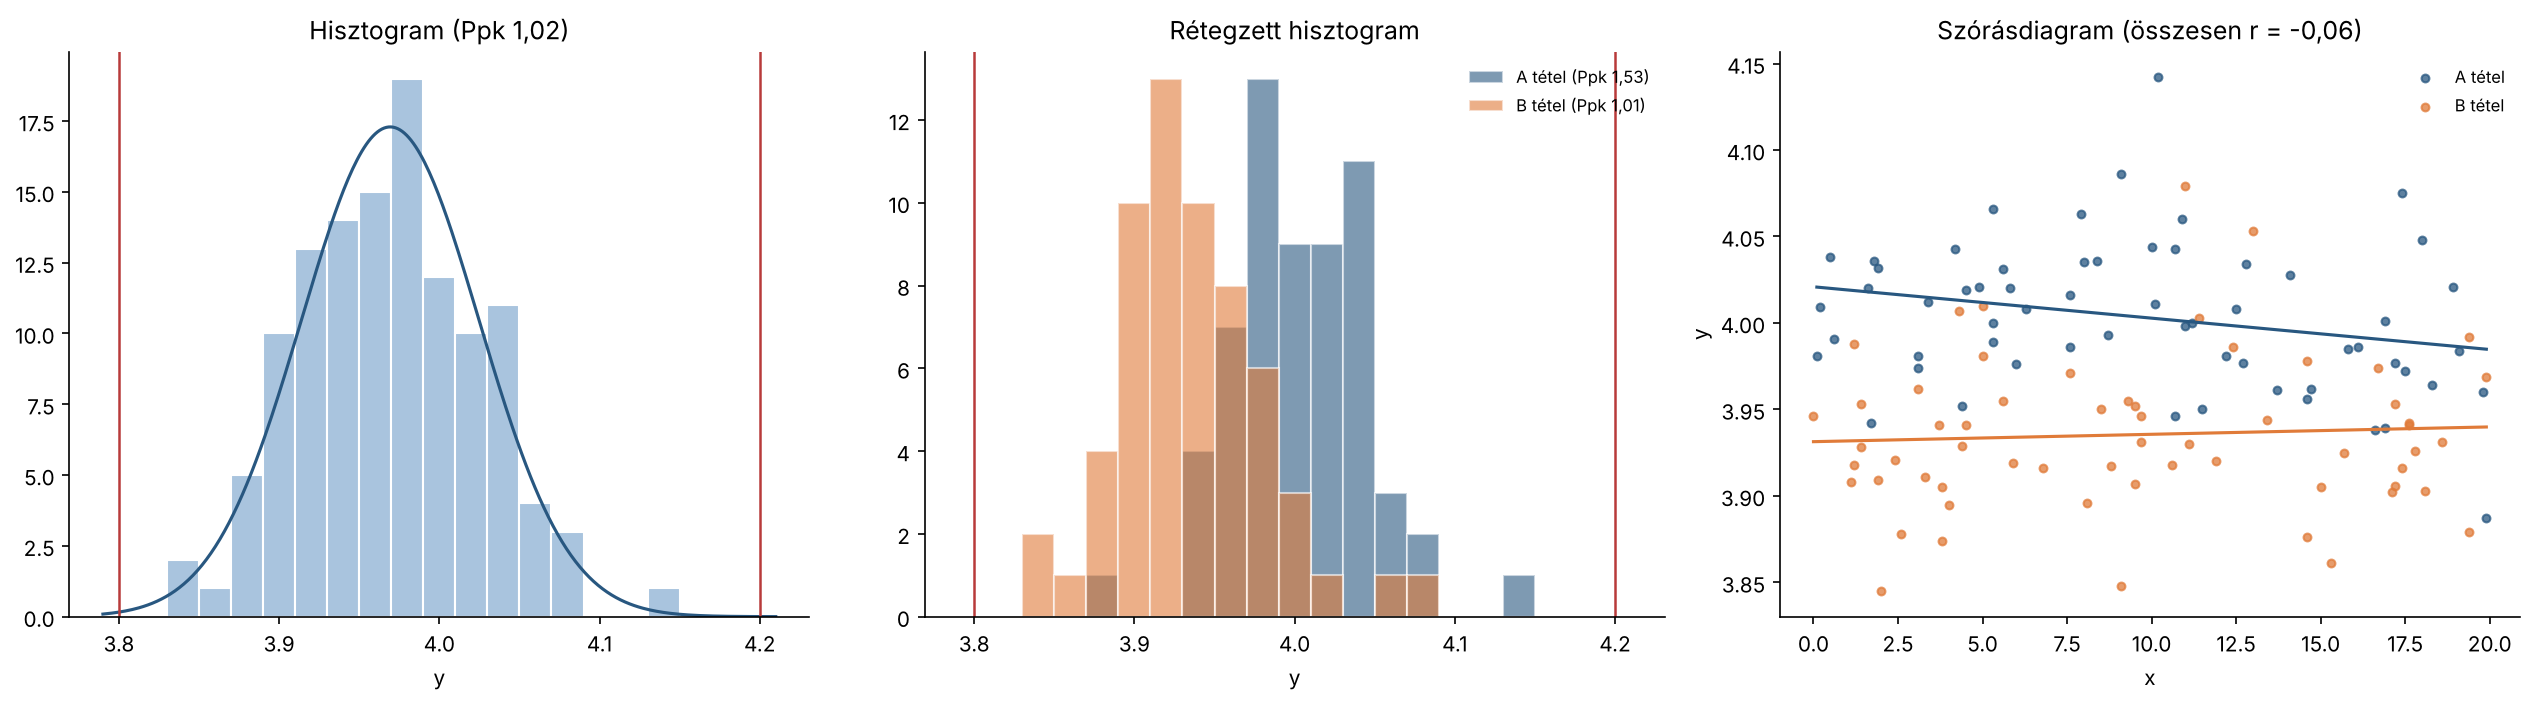 Hisztogram (Ppk 1,02)
17.5
15.0
12.5
10.0
7.5
5.0
2.5
0.0
3.8 3.9 4.0 4.1 4.2
y
Rétegzett hisztogram
A tétel (Ppk 1,53)
B tétel (Ppk 1,01)
12
10
8
6
4
2
0
3.8 3.9 4.0 4.1 4.2
y
Szórásdiagram (összesen r = -0,06)
A tétel
B tétel
4.15
4.10
4.05
4.00
3.95
3.90
3.85
y
0.0 2.5 5.0 7.5 10.0 12.5 15.0 17.5 20.0
x